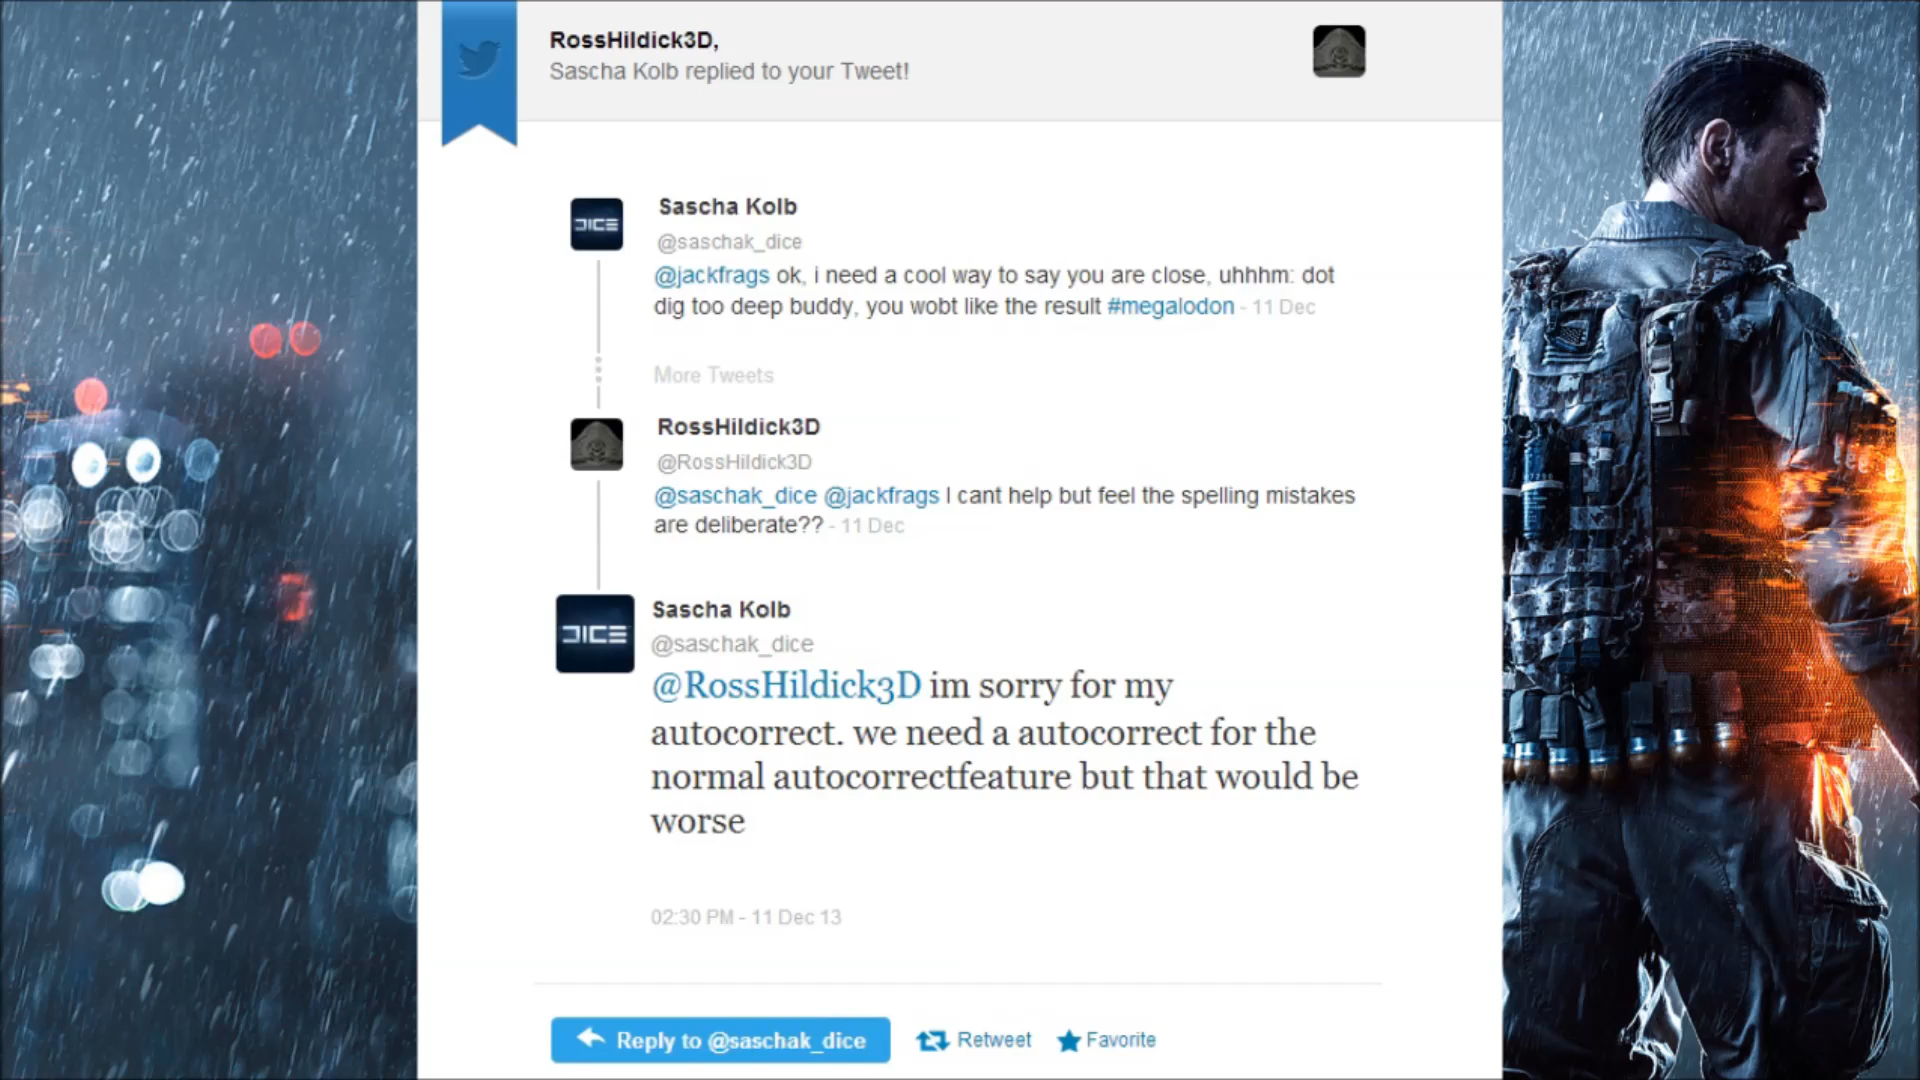 RossHildick3D,
Sascha Kolb replied to your Tweet!
Sascha Kolb
DICE
@saschak_dice
@jackfrags ok, i need a cool way to say you are close, uhhhm: dot
dig too deep buddy, you wobt like the result #megalodon - 11 Dec
More Tweets
RossHildick3D
@RossHildick3D
@saschak_dice @jackfrags I cant help but feel the spelling mistakes
are deliberate?? - 11 Dec
Sascha Kolb
DICE
@saschak_dice
@RossHildick3D im sorry for my
autocorrect. we need a autocorrect for the
normal autocorrectfeature but that would be
worse
02:30 PM - 11 Dec 13
Reply to @saschak_dice Retweet Favorite